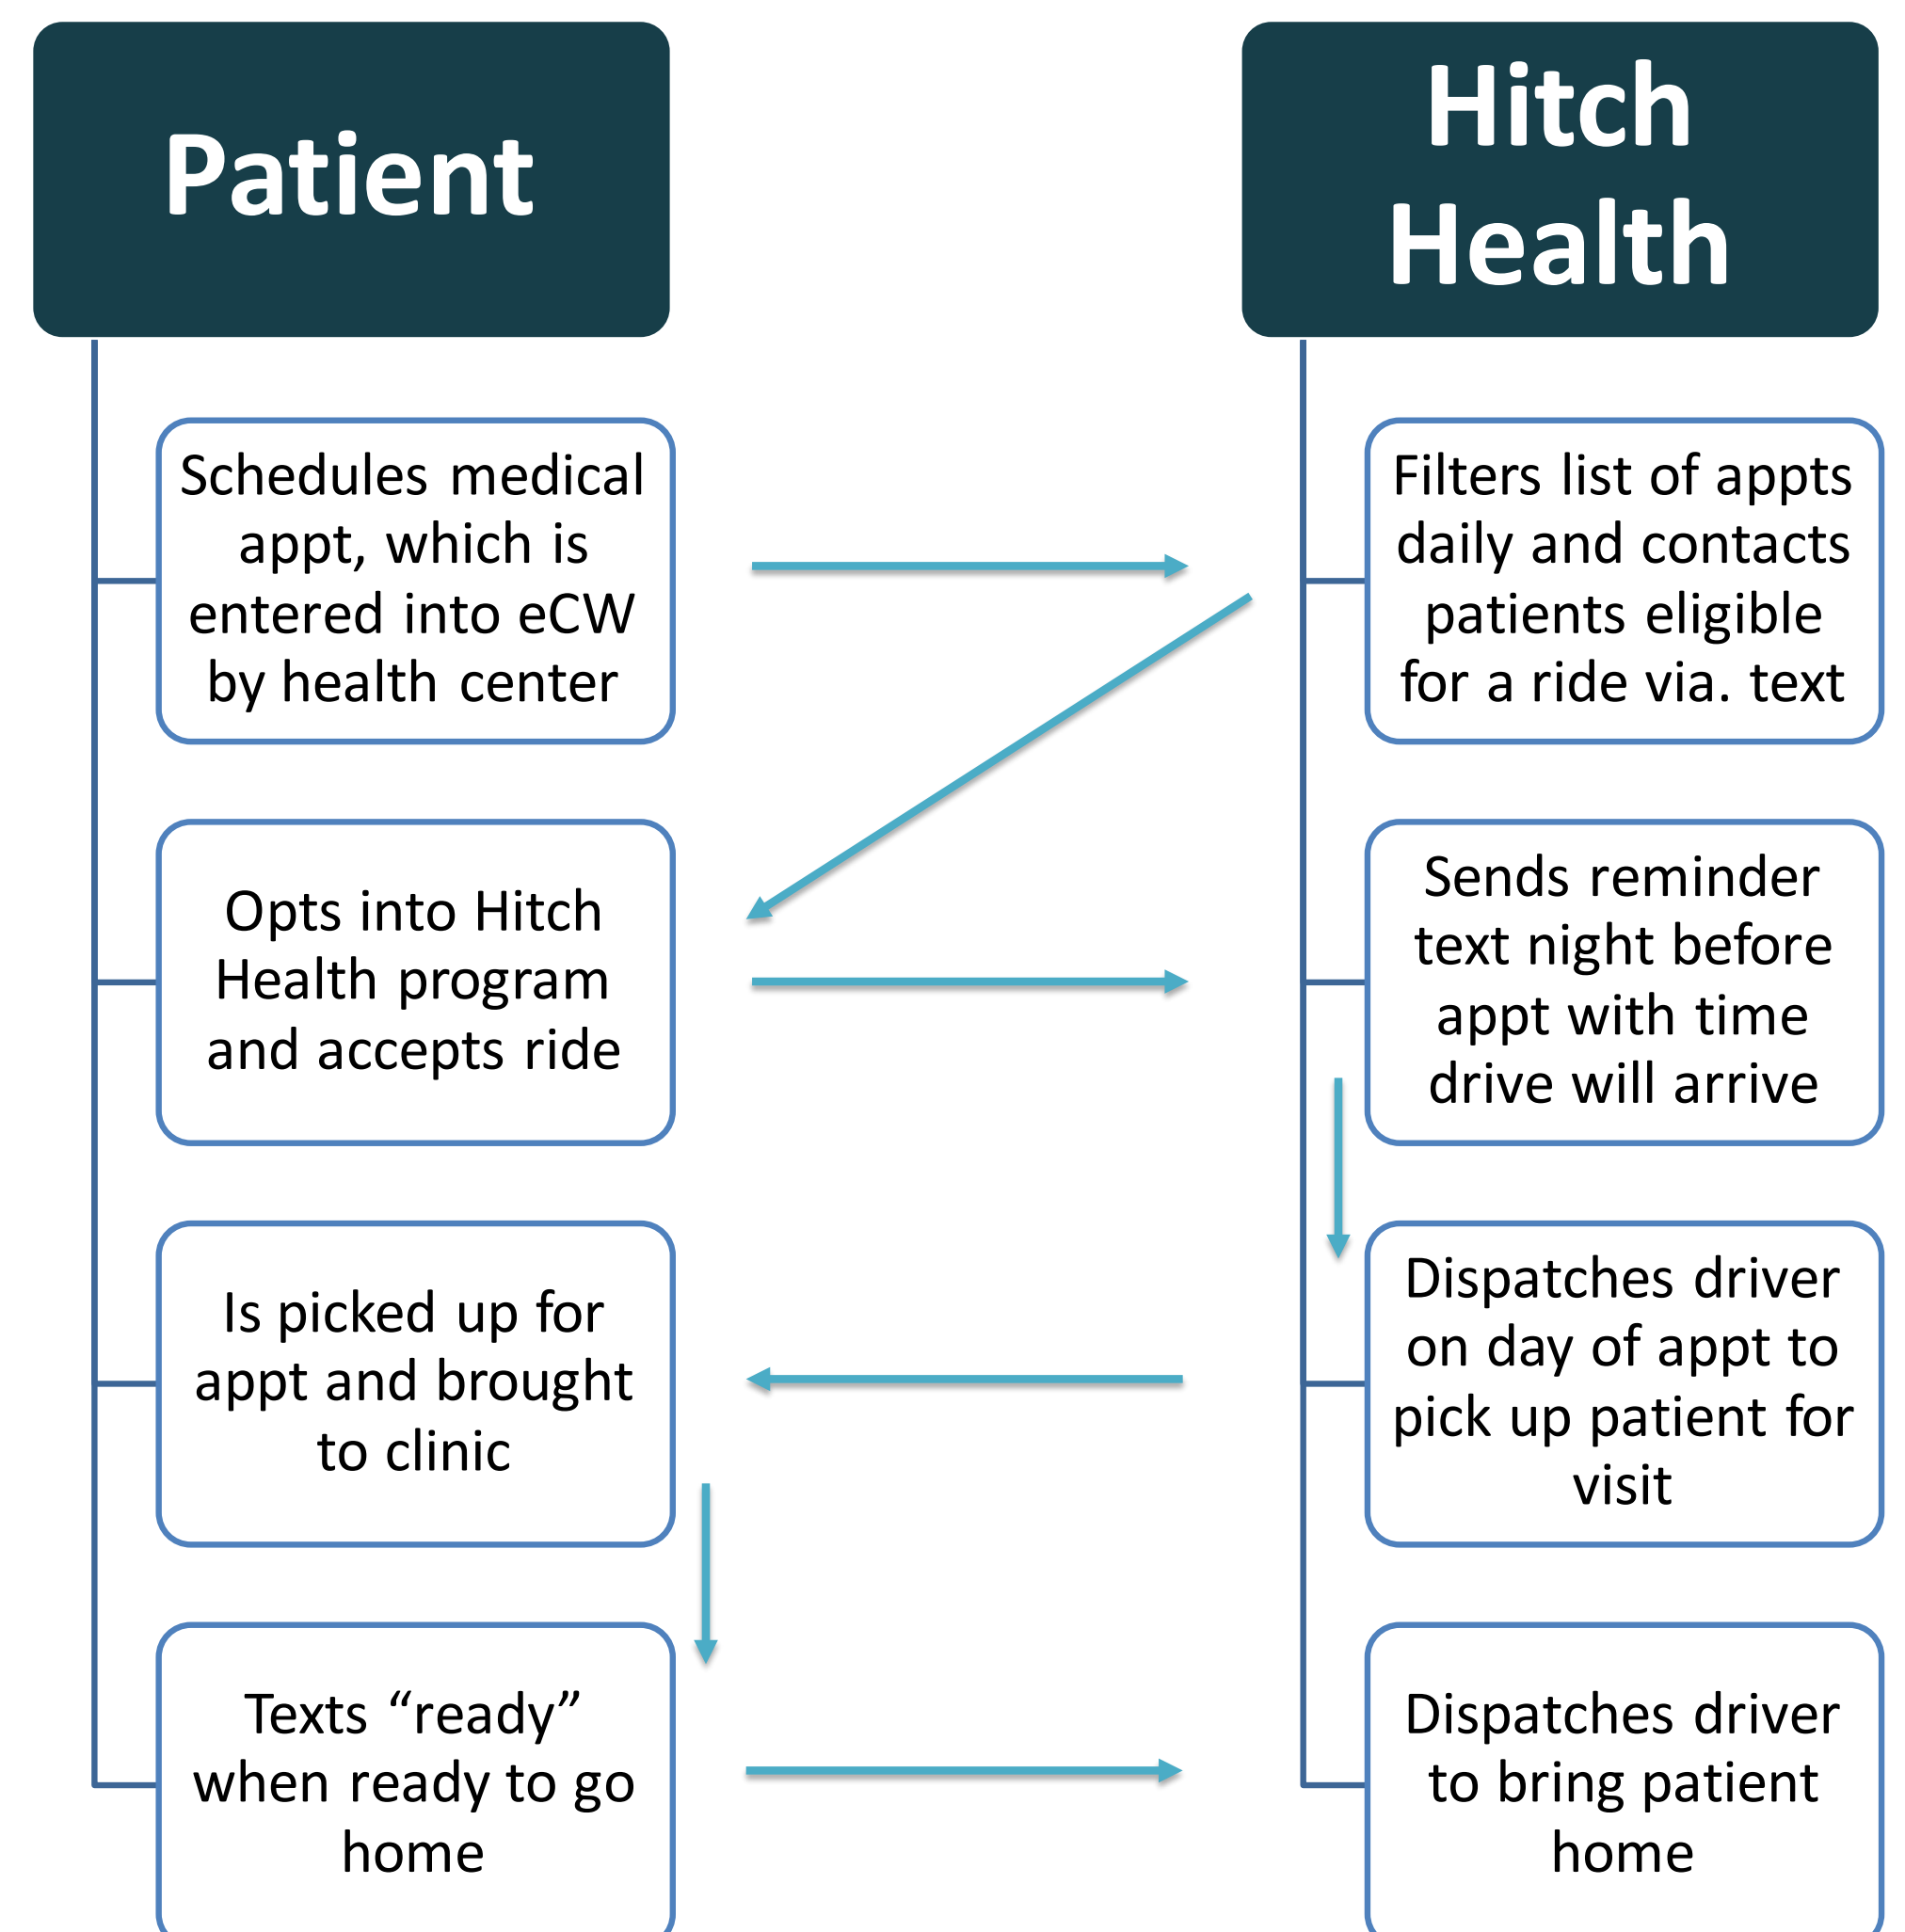 Patient
Schedules medical
appt, which is
entered into eCW
by health center
Opts into Hitch
Health program
and accepts ride
Is picked up for
appt and brought
to clinic
Texts “ready”
when ready to go
home
Hitch
Health
Filters list of appts
daily and contacts
patients eligible
for a ride via. text
Sends reminder
text night before
appt with time
drive will arrive
Dispatches driver
on day of appt to
pick up patient for
visit
Dispatches driver
to bring patient
home